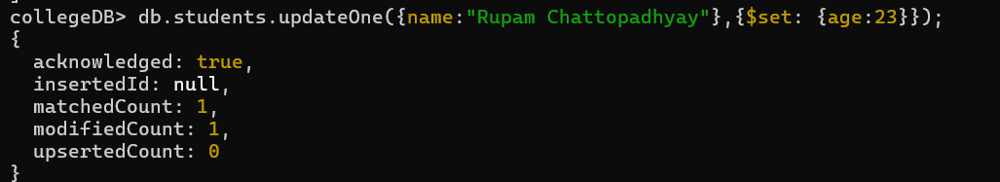 collegeDB> db.students.updateOne({name:"Rupam Chattopadhyay"},{$set: {age:23}});
{
  acknowledged: true,
  insertedId: null,
  matchedCount: 1,
  modifiedCount: 1,
  upsertedCount: 0
}